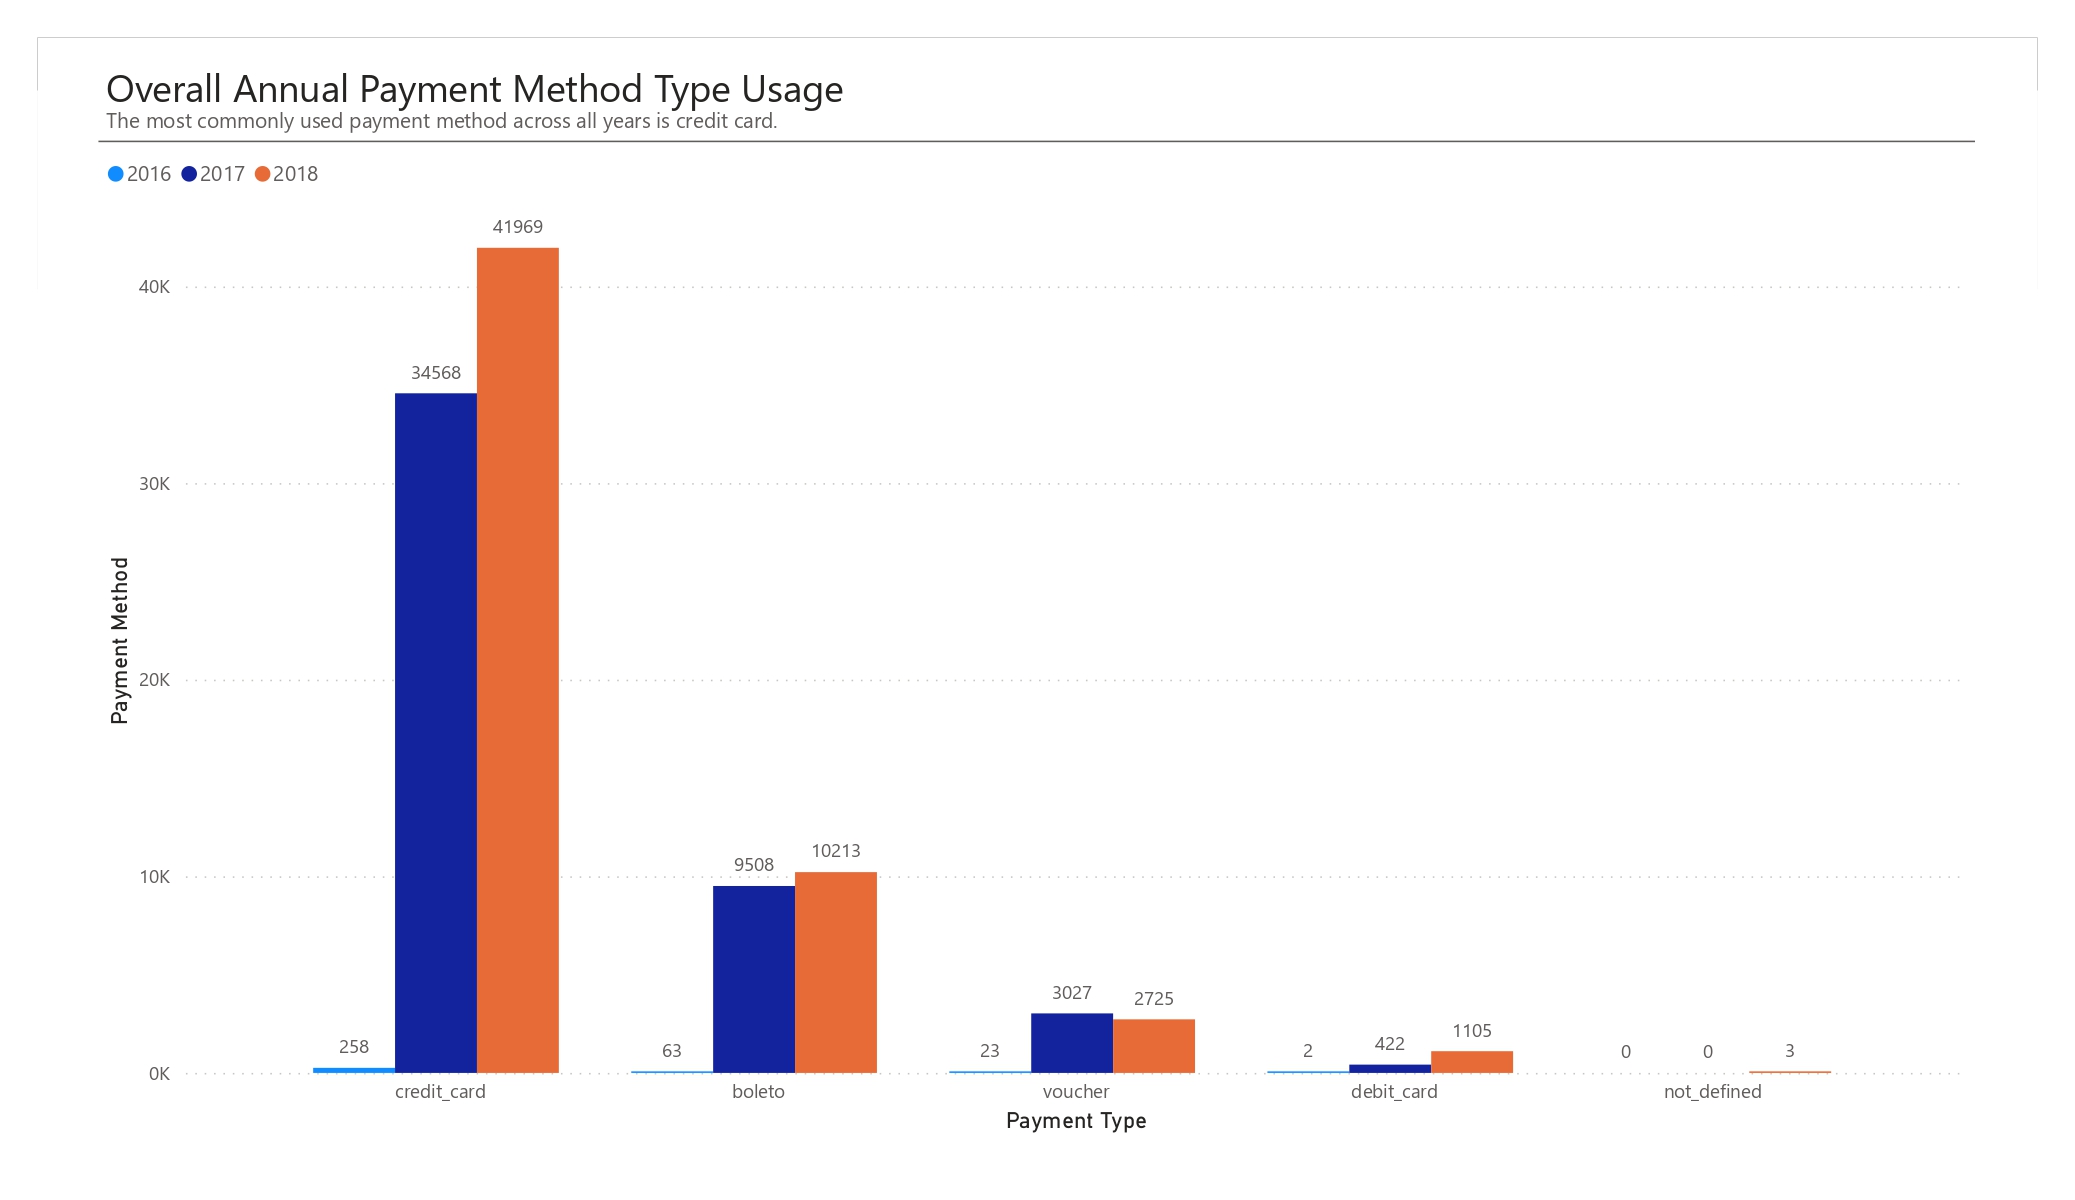 Overall Annual Payment Method Type Usage
The most commonly used payment method across all years is credit card.
2016 2017 2018
41969
40K
34568
30K
Payment Method
20K
10213
9508
10K
3027
2725
1105
258
63
23
2
422
0
0
3
0K
credit_card boleto voucher debit_card not_defined
Payment Type